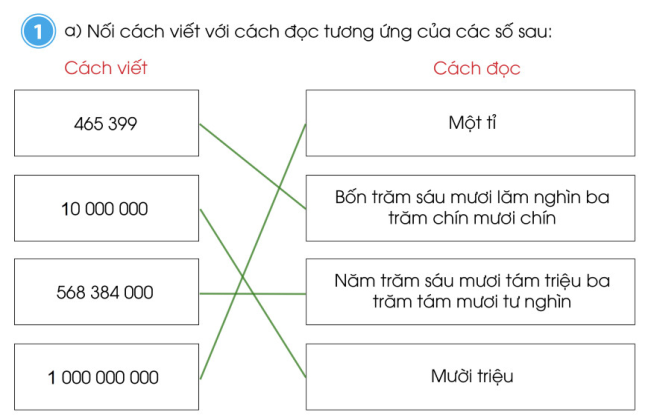 1 a) Nối cách viết với cách đọc tương ứng của các số sau:
Cách viết
Cách đọc
465 399
Một tỉ
10 000 000
Bốn trăm sáu mươi lăm nghìn ba
trăm chín mươi chín
568 384 000
Năm trăm sáu mươi tám triệu ba
trăm tám mươi tư nghìn
1 000 000 000
Mười triệu